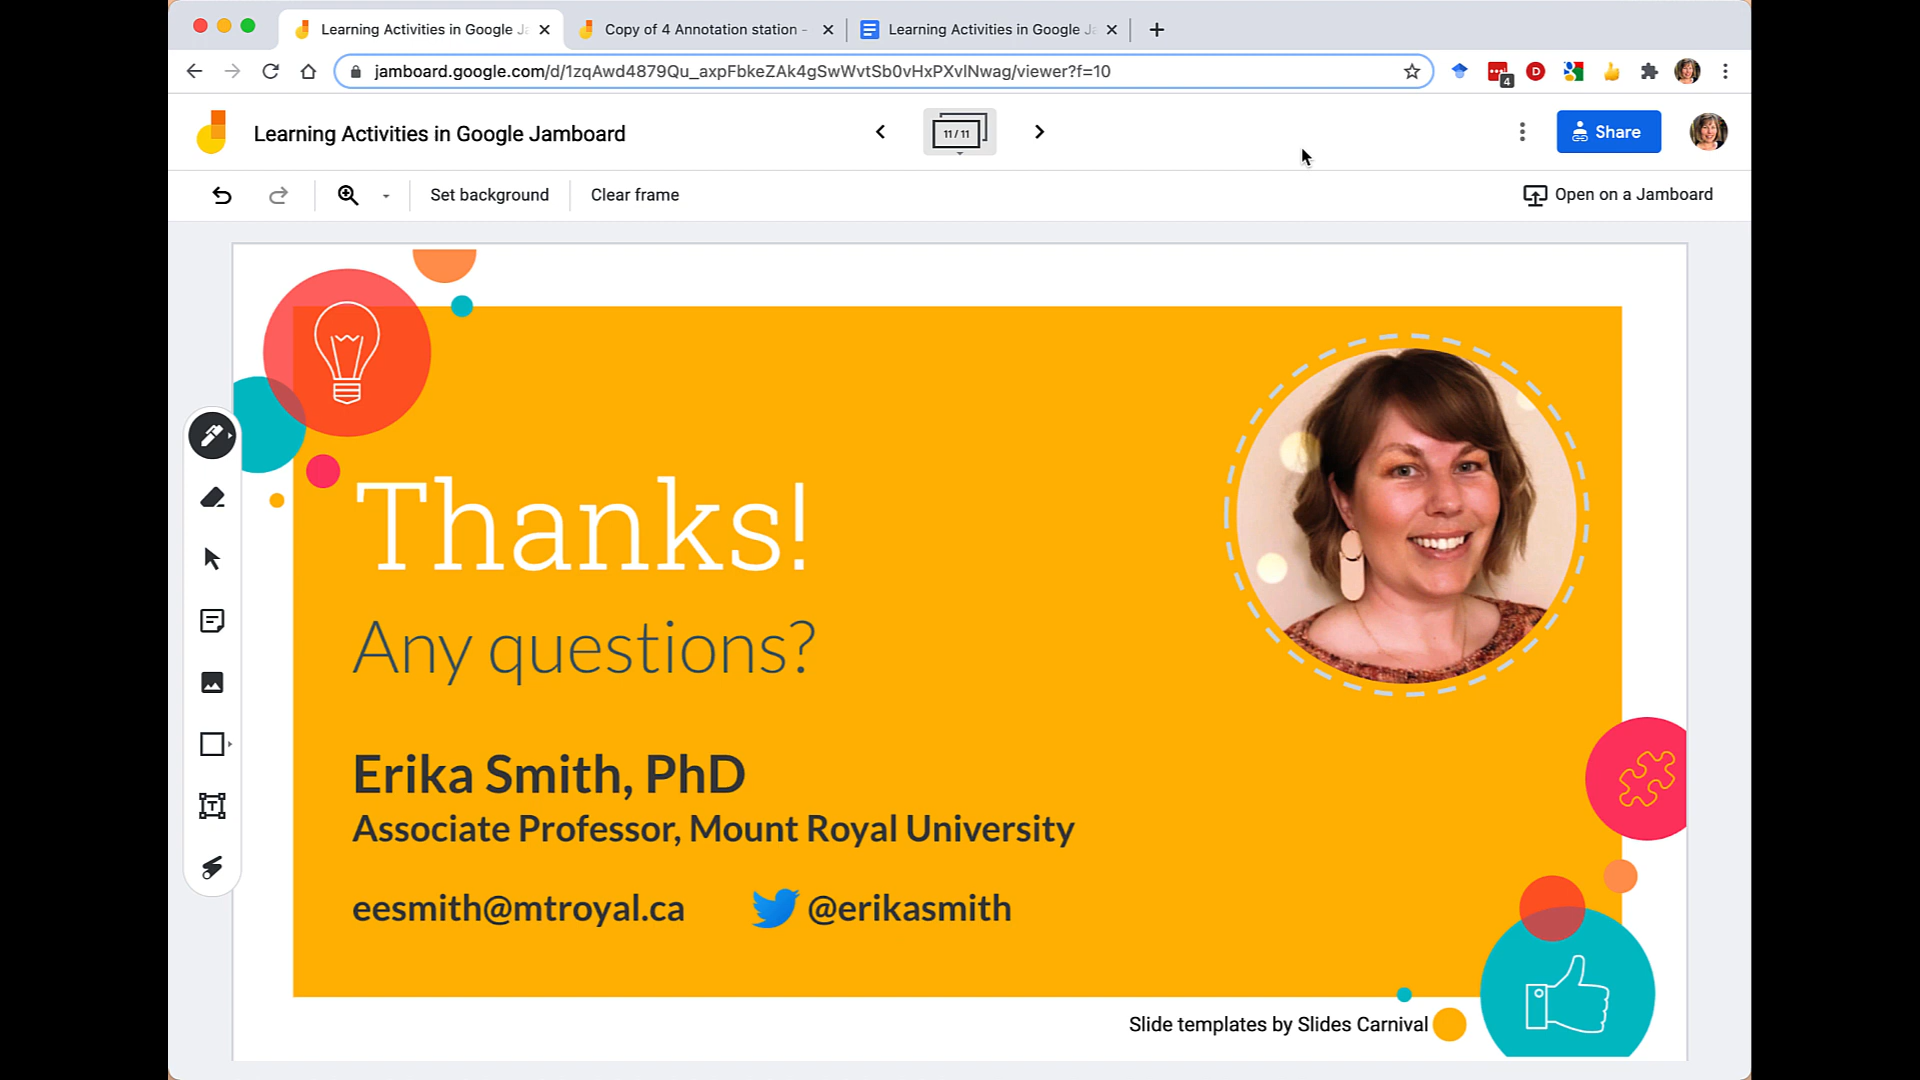 Learning Activities in Google Ja
Copy of 4 Annotation station -
Learning Activities in Google J
jamboard.google.com/d/1zqAwd4879Qu_axpFbkeZAk4gSwWvtSb0vHxPXvlNwag/viewer?f=10
4
D
Learning Activities in Google Jamboard
11 / 11
Share
Set background
Clear frame
Open on a Jamboard
Thanks!
Any questions?
Erika Smith, PhD
Associate Professor, Mount Royal University
eesmith@mtroyal.ca
@erikasmith
Slide templates by Slides Carnival